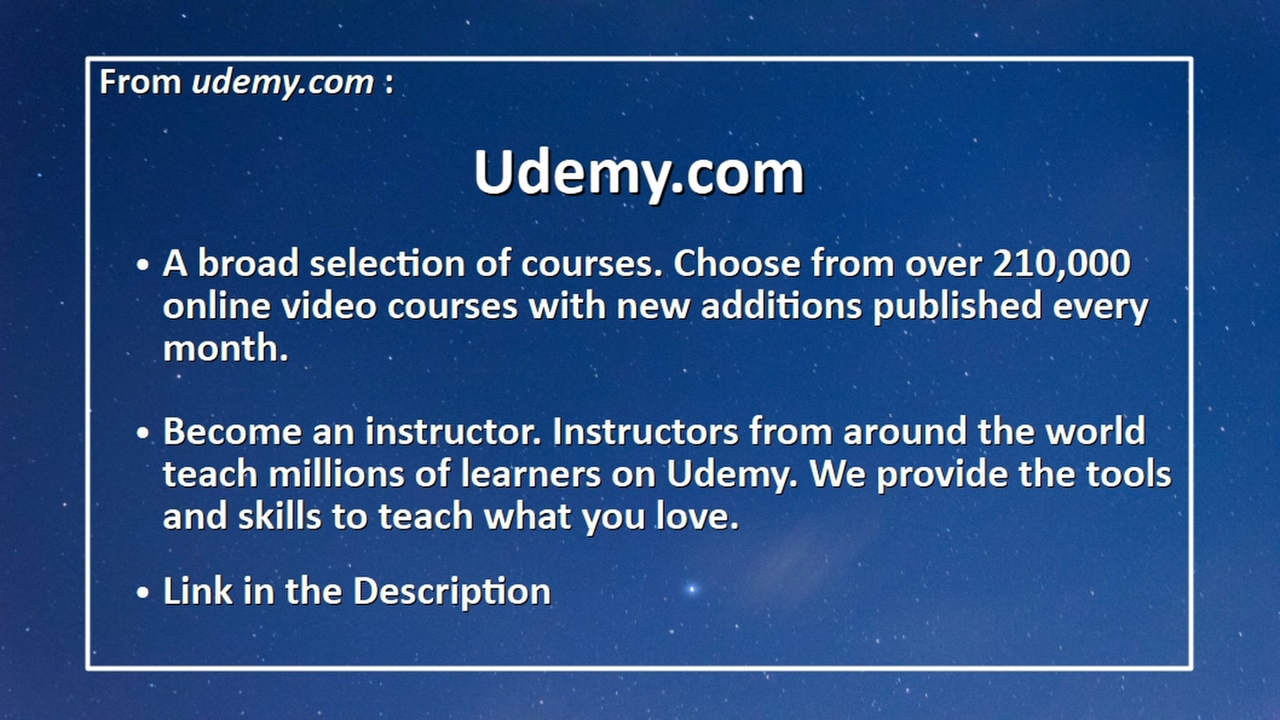 From udemy.com :
Udemy.com
• A broad selection of courses. Choose from over 210,000
online video courses with new additions published every
month.
• Become an instructor. Instructors from around the world
teach millions of learners on Udemy. We provide the tools
and skills to teach what you love.
• Link in the Description